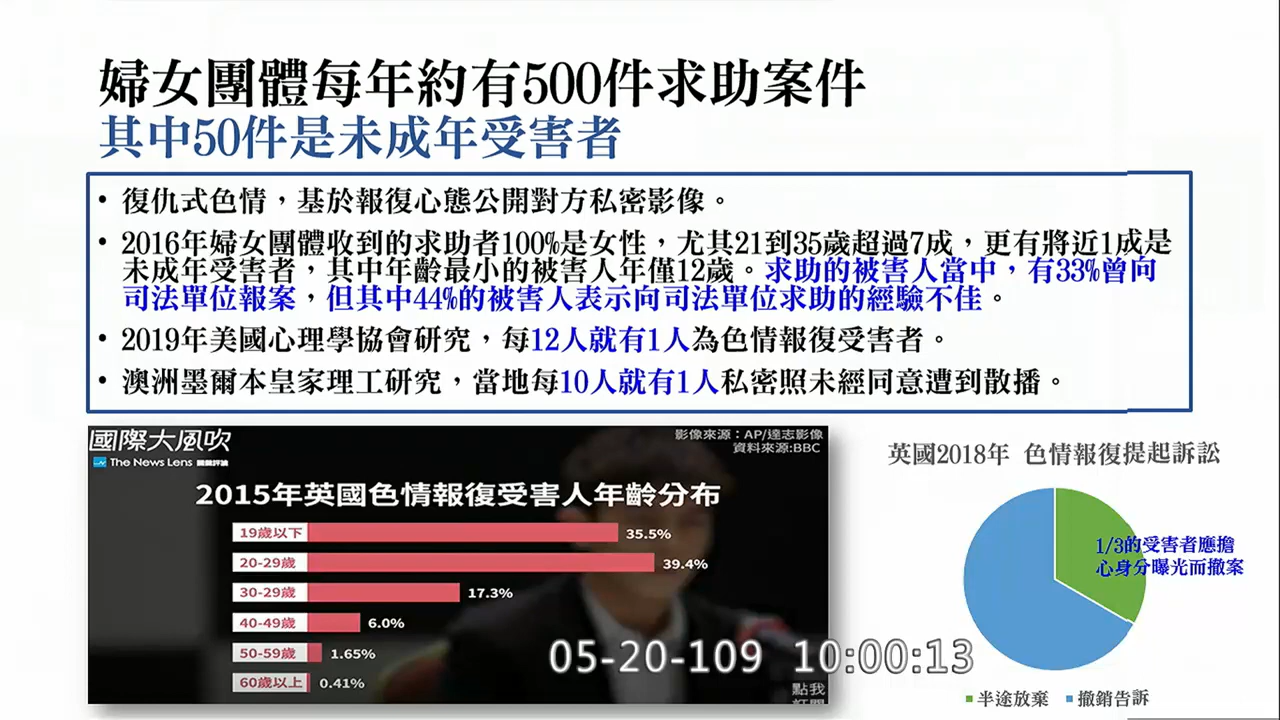 婦女團體每年約有500件求助案件
其中50件是未成年受害者
• 復仇式色情，基於報復心態公開對方私密影像。
• 2016年婦女團體收到的求助者100%是女性，尤其21到35歲超過7成，更有將近1成是
未成年受害者，其中年齡最小的被害人年僅12歲。求助的被害人當中，有33%曾向
司法單位報案，但其中44%的被害人表示向司法單位求助的經驗不佳。
• 2019年美國心理學協會研究，每12人就有1人為色情報復受害者。
• 澳洲墨爾本皇家理工研究，當地每10人就有1人私密照未經同意遭到散播。
國際大風吹
The News Lens 關鍵評論
影像來源：AP/達志影像
資料來源:BBC
2015年英國色情報復受害人年齡分布
19歲以下 35.5%
20-29歲 39.4%
30-29歲 17.3%
40-49歲 6.0%
50-59歲 1.65%
60歲以上 0.41%
點我
05-20-109 10:00:13
英國2018年 色情報復提起訴訟
1/3的受害者應擔
心身分曝光而撤案
半途放棄 撤銷告訴